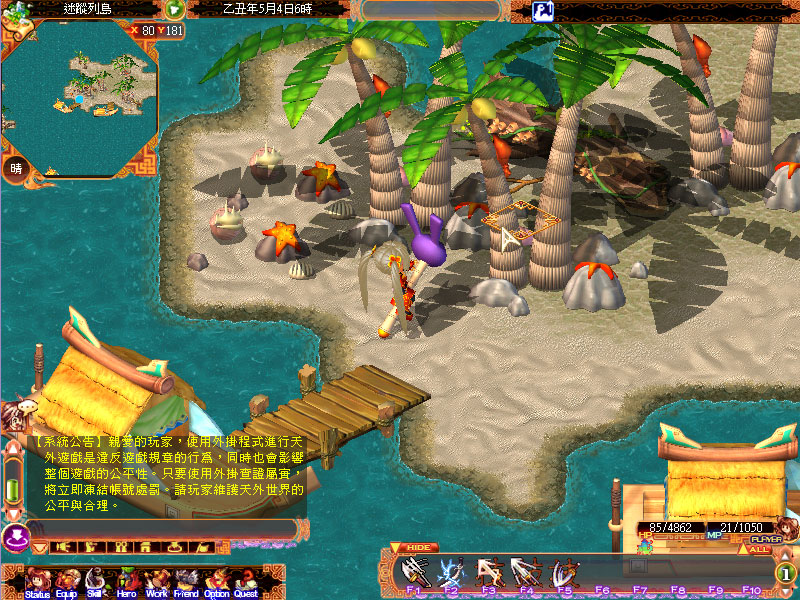 迷蹤列島
乙丑年5月4日6時
X 80 Y 181
晴
【系統公告】親愛的玩家，使用外掛程式進行天
外遊戲是違反遊戲規章的行為，同時也會影響
整個遊戲的公平性。只要使用外掛查證屬實，
將立即凍結帳號處罰。請玩家維護天外世界的
公平與合理。
85/4862 21/1050
HP MP PLAYER
HIDE ALL
F1 F2 F3 F4 F5 F6 F7 F8 F9 F10
1
Status Equip Skill Hero Work Friend Option Quest